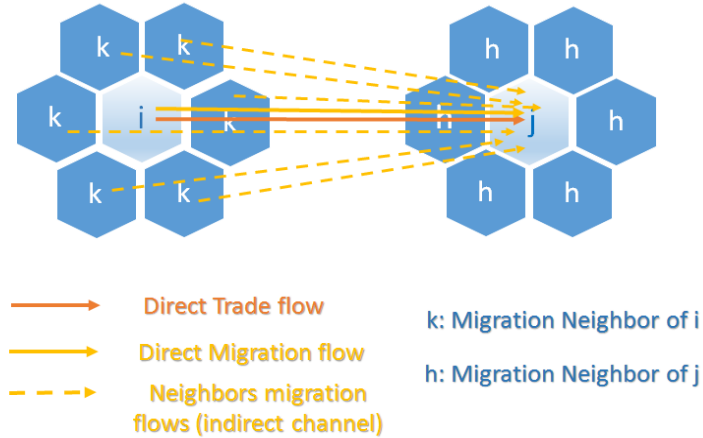 k k h h
k i k h j h
k k h h
Direct Trade flow
k: Migration Neighbor of i
Direct Migration flow
h: Migration Neighbor of j
Neighbors migration
flows (indirect channel)